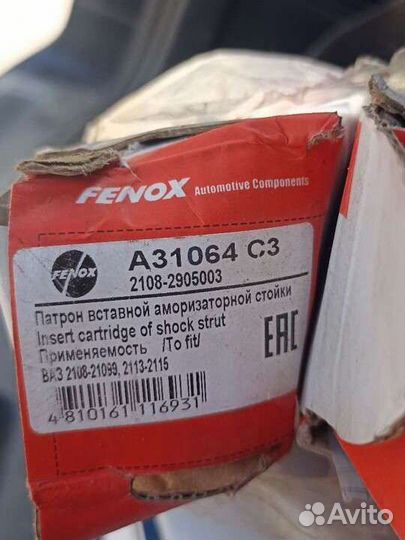 FENOX Automotive Components
FENOX
A31064 C3
2108-2905003
Патрон вставной аморизаторной стойки
Insert cartridge of shock strut
Применяемость /To fit/
ВАЗ 2108-21099, 2113-2115
4 810161 116931
EAC
Avito